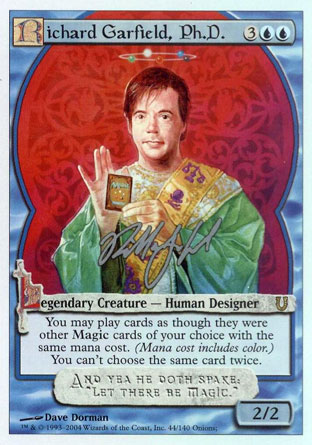 Richard Garfield, Ph.D. 3
Legendary Creature — Human Designer
You may play cards as though they were
other Magic cards of your choice with the
same mana cost. (Mana cost includes color.)
You can't choose the same card twice.
AND YEA HE DOTH SPAKE:
"LET THERE BE MAGIC."
Dave Dorman
2/2
™ & © 1993–2004 Wizards of the Coast, Inc. 44/140